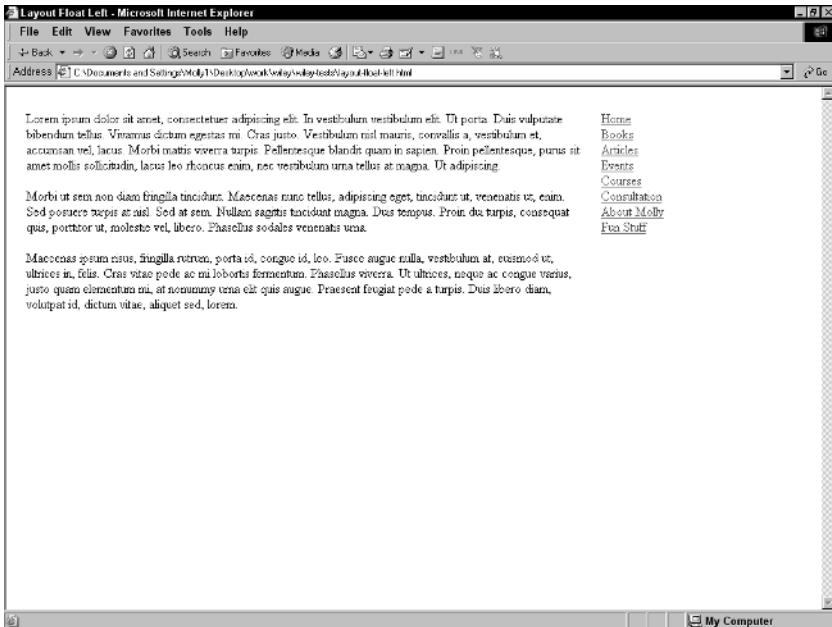 Layout Float Left - Microsoft Internet Explorer
File Edit View Favorites Tools Help
Back Search Favorites Media
Address C:\Documents and Settings\Molly1\Desktop\work\wiley\wiley-tests\layout-float-left.html Go
Lorem ipsum dolor sit amet, consectetuer adipiscing elit. In vestibulum vestibulum elit. Ut porta. Duis vulputate
bibendum tellus. Vivamus dictum egestas mi. Cras justo. Vestibulum nisl mauris, convallis a, vestibulum et,
accumsan vel, lacus. Morbi mattis viverra turpis. Pellentesque blandit quam in sapien. Proin pellentesque, purus sit
amet mollis sollicitudin, lacus leo rhoncus enim, nec vestibulum urna tellus at magna. Ut adipiscing.
Morbi ut sem non diam fringilla tincidunt. Maecenas nunc tellus, adipiscing eget, tincidunt ut, venenatis ut, enim.
Sed posuere turpis at nisl. Sed at sem. Nullam sagittis tincidunt magna. Duis tempus. Proin dui turpis, consequat
quis, porttitor ut, molestie vel, libero. Phasellus sodales venenatis urna.
Maecenas ipsum risus, fringilla rutrum, porta id, congue id, leo. Fusce augue nulla, vestibulum at, euismod ut,
ultrices in, felis. Cras vitae pede ac mi lobortis fermentum. Phasellus viverra. Ut ultrices, neque ac congue varius,
justo quam elementum mi, at nonummy urna elit quis augue. Praesent feugiat pede a turpis. Duis libero diam,
volutpat id, dictum vitae, aliquet sed, lorem.
Home
Books
Articles
Events
Courses
Consultation
About Molly
Fun Stuff
My Computer